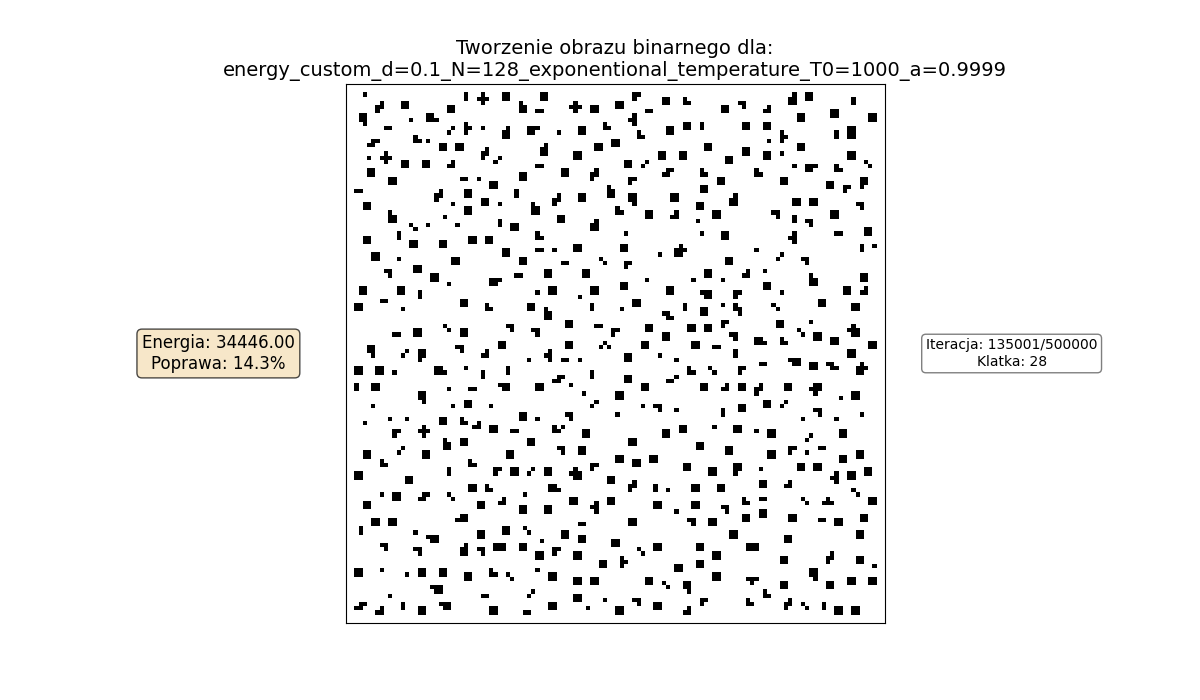 Tworzenie obrazu binarnego dla:
energy_custom_d=0.1_N=128_exponentional_temperature_T0=1000_a=0.9999
Energia: 34446.00
Poprawa: 14.3%
Iteracja: 135001/500000
Klatka: 28